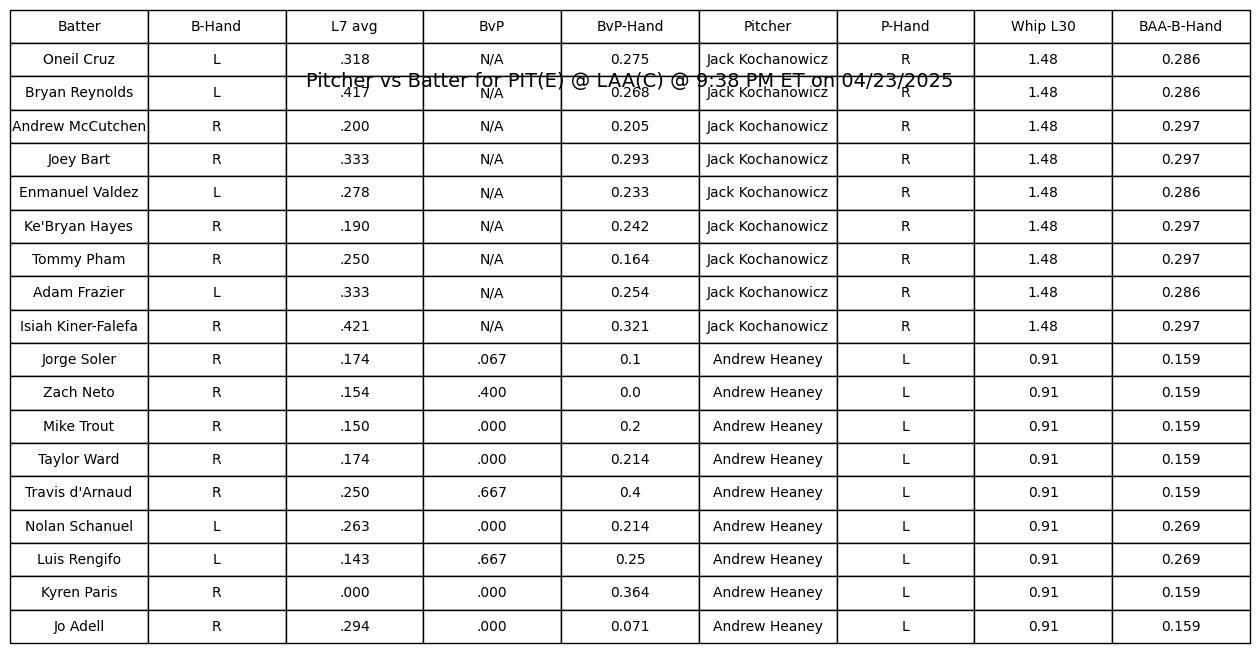 Batter B-Hand L7 avg BvP BvP-Hand Pitcher P-Hand Whip L30 BAA-B-Hand
Oneil Cruz L .318 N/A 0.275 Jack Kochanowicz R 1.48 0.286
Pitcher vs Batter for PIT(E) @ LAA(C) @ 9:38 PM ET on 04/23/2025
Bryan Reynolds L .417 N/A 0.268 Jack Kochanowicz R 1.48 0.286
Andrew McCutchen R .200 N/A 0.205 Jack Kochanowicz R 1.48 0.297
Joey Bart R .333 N/A 0.293 Jack Kochanowicz R 1.48 0.297
Enmanuel Valdez L .278 N/A 0.233 Jack Kochanowicz R 1.48 0.286
Ke'Bryan Hayes R .190 N/A 0.242 Jack Kochanowicz R 1.48 0.297
Tommy Pham R .250 N/A 0.164 Jack Kochanowicz R 1.48 0.297
Adam Frazier L .333 N/A 0.254 Jack Kochanowicz R 1.48 0.286
Isiah Kiner-Falefa R .421 N/A 0.321 Jack Kochanowicz R 1.48 0.297
Jorge Soler R .174 .067 0.1 Andrew Heaney L 0.91 0.159
Zach Neto R .154 .400 0.0 Andrew Heaney L 0.91 0.159
Mike Trout R .150 .000 0.2 Andrew Heaney L 0.91 0.159
Taylor Ward R .174 .000 0.214 Andrew Heaney L 0.91 0.159
Travis d'Arnaud R .250 .667 0.4 Andrew Heaney L 0.91 0.159
Nolan Schanuel L .263 .000 0.214 Andrew Heaney L 0.91 0.269
Luis Rengifo L .143 .667 0.25 Andrew Heaney L 0.91 0.269
Kyren Paris R .000 .000 0.364 Andrew Heaney L 0.91 0.159
Jo Adell R .294 .000 0.071 Andrew Heaney L 0.91 0.159